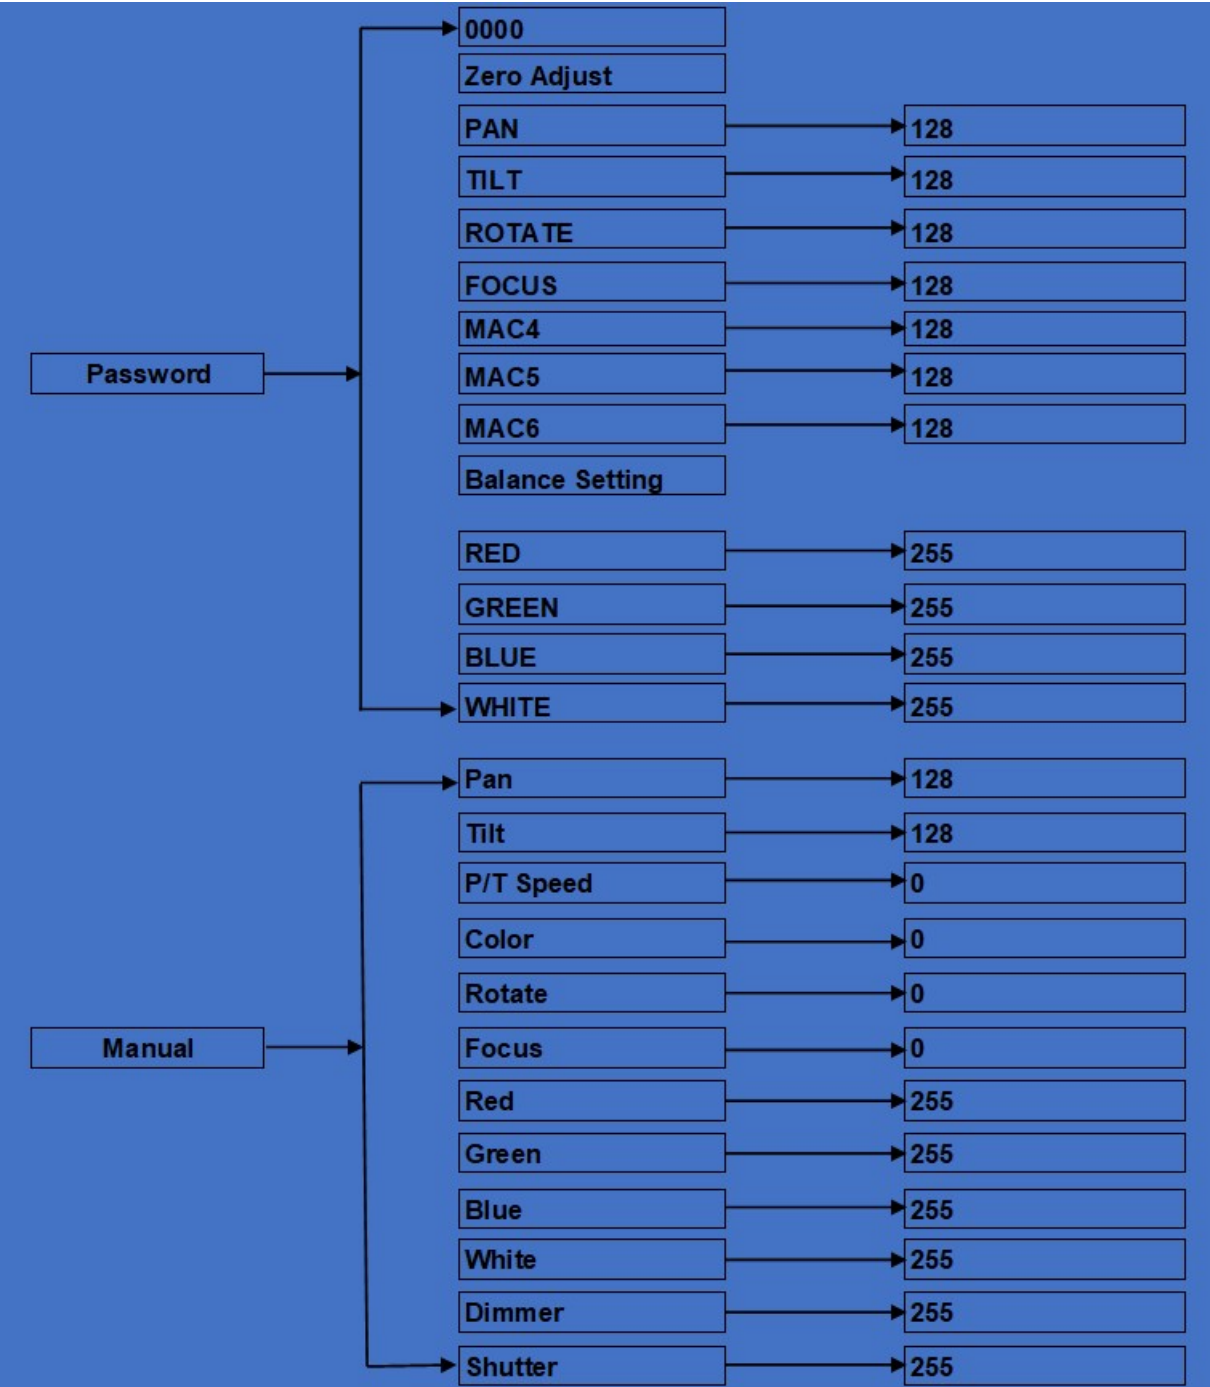 0000
Zero Adjust
PAN 128
TILT 128
ROTATE 128
FOCUS 128
MAC4 128
Password
MAC5 128
MAC6 128
Balance Setting
RED 255
GREEN 255
BLUE 255
WHITE 255
Pan 128
Tilt 128
P/T Speed 0
Color 0
Rotate 0
Manual
Focus 0
Red 255
Green 255
Blue 255
White 255
Dimmer 255
Shutter 255